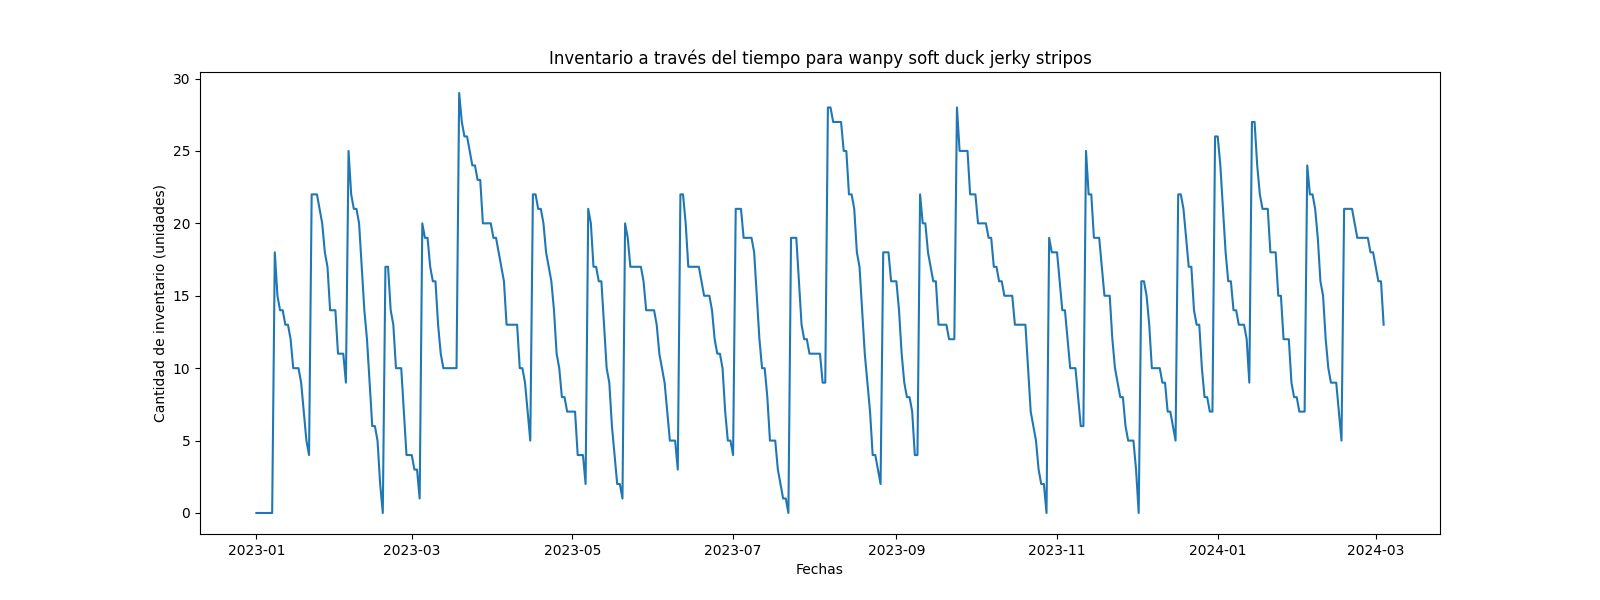 Inventario a través del tiempo para wanpy soft duck jerky stripos
Cantidad de inventario (unidades)
30
25
20
15
10
5
0
2023-01 2023-03 2023-05 2023-07 2023-09 2023-11 2024-01 2024-03
Fechas